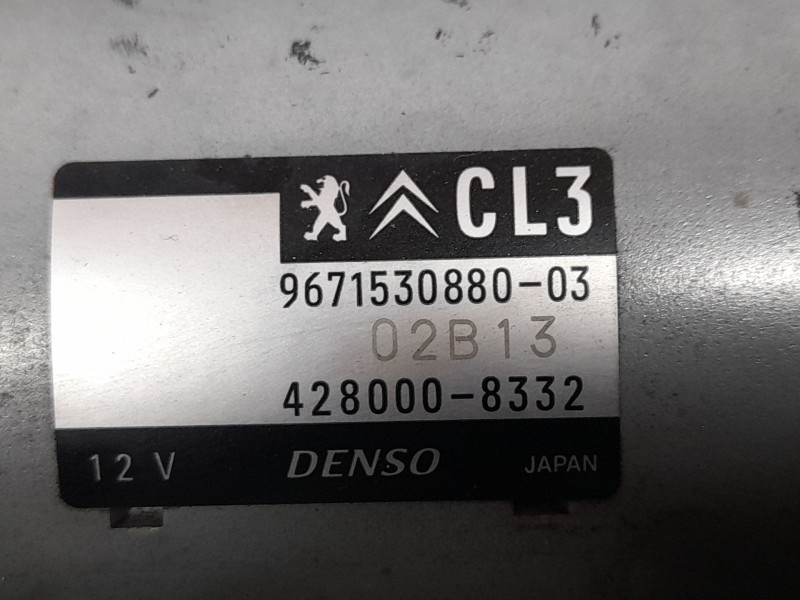 CL3
9671530880-03
02B13
428000-8332
12 V DENSO JAPAN